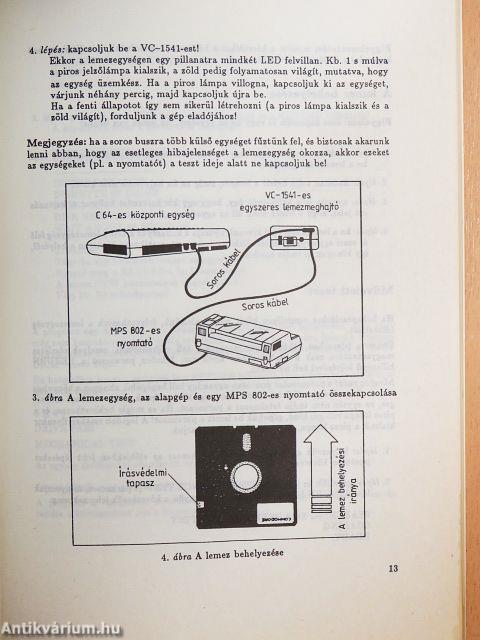 4. lépés: kapcsoljuk be a VC-1541-est!
Ekkor a lemezegységen egy pillanatra mindkét LED felvillan. Kb. 1 s múlva
a piros jelzőlámpa kialszik, a zöld pedig folyamatosan világít, mutatva, hogy
az egység üzemkész. Ha a piros lámpa villogna, kapcsoljuk ki az egységet,
várjunk néhány percig, majd kapcsoljuk újra be.
Ha a fenti állapotot így sem sikerül létrehozni (a piros lámpa kialszik és a
zöld világít), forduljunk a gép eladójához!
Megjegyzés: ha a soros buszra több külső egységet fűztünk fel, és biztosak akarunk
lenni abban, hogy az esetleges hibajelenséget a lemezegység okozza, akkor ezeket
az egységeket (pl. a nyomtatót) a teszt ideje alatt ne kapcsoljuk be!
VC-1541-es
egyszeres lemezmeghajtó
C64-es központi egység
Soros kábel
Soros kábel
MPS 802-es
nyomtató
3. ábra A lemezegység, az alapgép és egy MPS 802-es nyomtató összekapcsolása
Írásvédelmi
tapasz
COMMODORE
A lemez behelyezési
iránya
4. ábra A lemez behelyezése
13
Antikvárium.hu